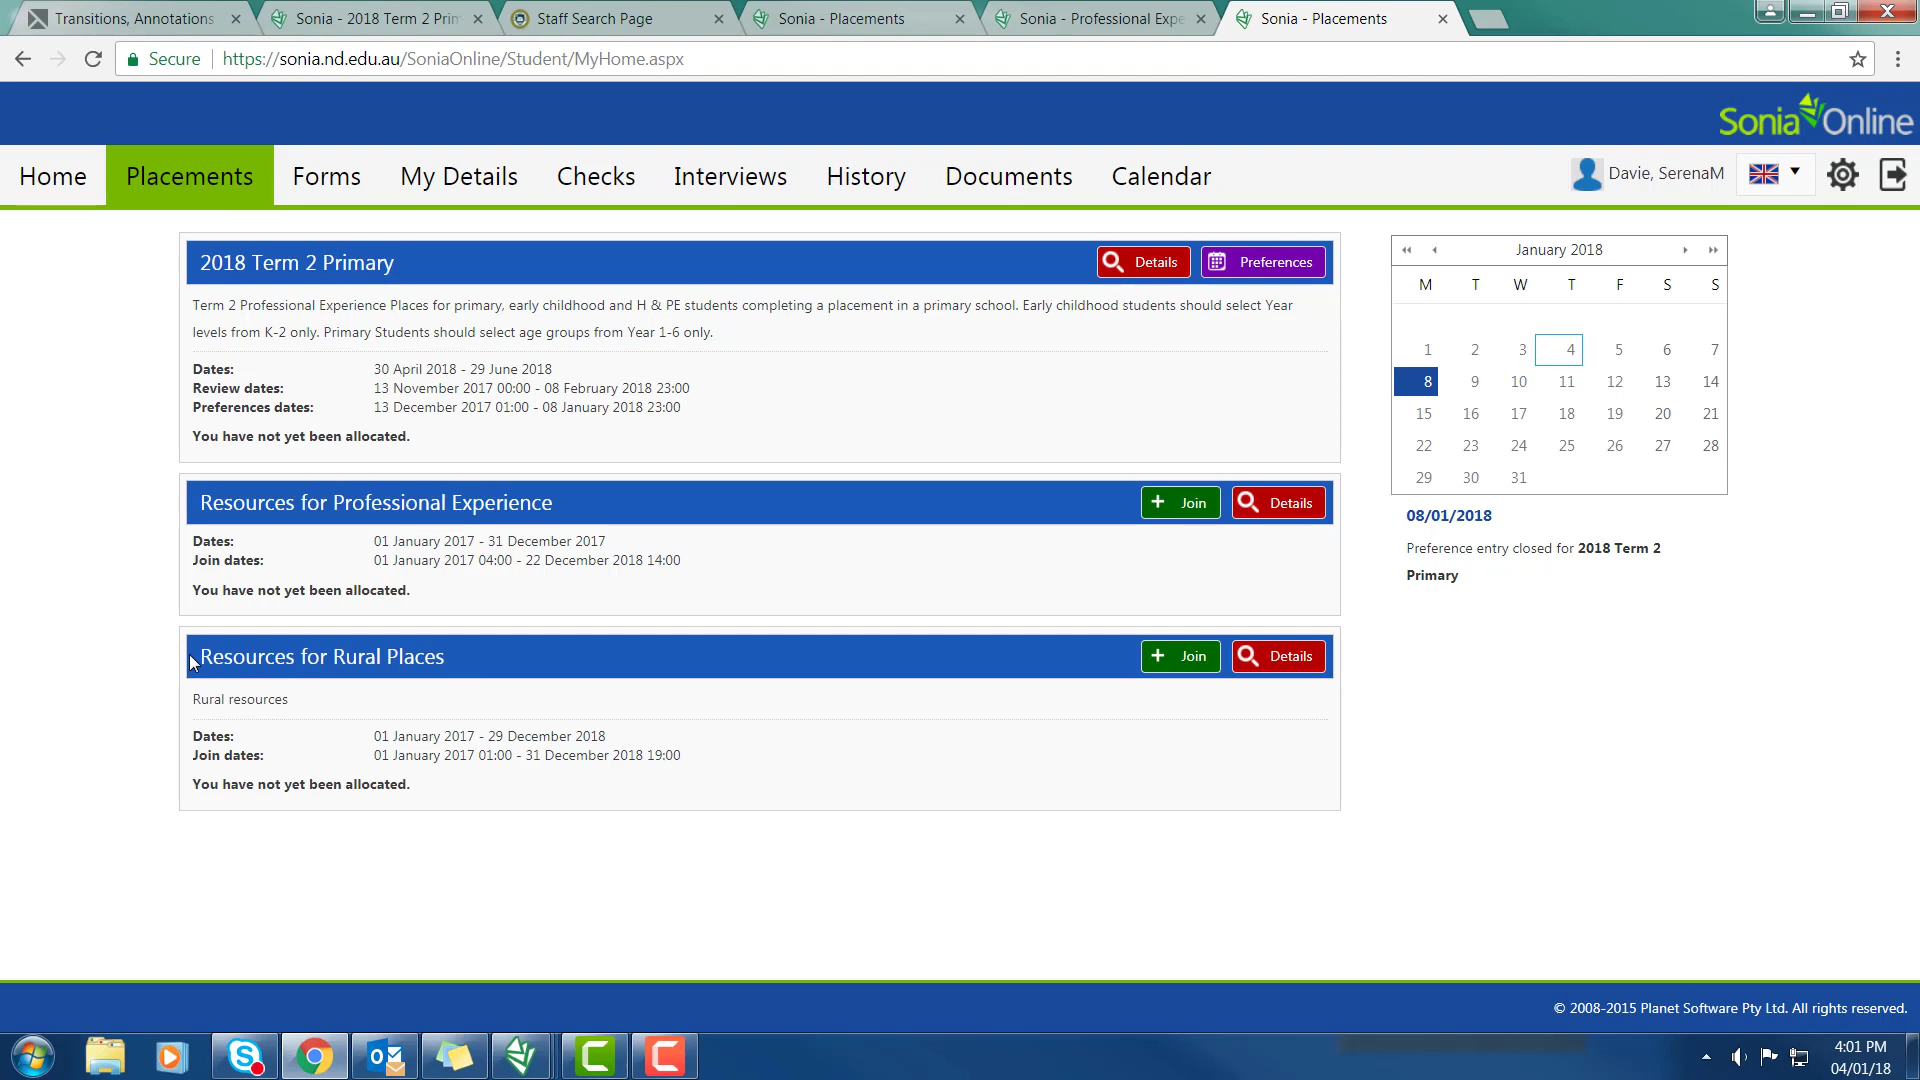 Transitions, Annotations
Sonia - 2018 Term 2 Prim
Staff Search Page
Sonia - Placements
Sonia - Professional Expe
Sonia - Placements
Secure
https://sonia.nd.edu.au/SoniaOnline/Student/MyHome.aspx
Sonia Online
Home
Placements
Forms
My Details
Checks
Interviews
History
Documents
Calendar
Davie, SerenaM
2018 Term 2 Primary
Details
Preferences
Term 2 Professional Experience Places for primary, early childhood and H & PE students completing a placement in a primary school. Early childhood students should select Year
levels from K-2 only. Primary Students should select age groups from Year 1-6 only.
Dates: 30 April 2018 - 29 June 2018
Review dates: 13 November 2017 00:00 - 08 February 2018 23:00
Preferences dates: 13 December 2017 01:00 - 08 January 2018 23:00
You have not yet been allocated.
Resources for Professional Experience
Join
Details
Dates: 01 January 2017 - 31 December 2017
Join dates: 01 January 2017 04:00 - 22 December 2018 14:00
You have not yet been allocated.
Resources for Rural Places
Join
Details
Rural resources
Dates: 01 January 2017 - 29 December 2018
Join dates: 01 January 2017 01:00 - 31 December 2018 19:00
You have not yet been allocated.
January 2018
M T W T F S S
1 2 3 4 5 6 7
8 9 10 11 12 13 14
15 16 17 18 19 20 21
22 23 24 25 26 27 28
29 30 31
08/01/2018
Preference entry closed for 2018 Term 2
Primary
© 2008-2015 Planet Software Pty Ltd. All rights reserved.
4:01 PM
04/01/18